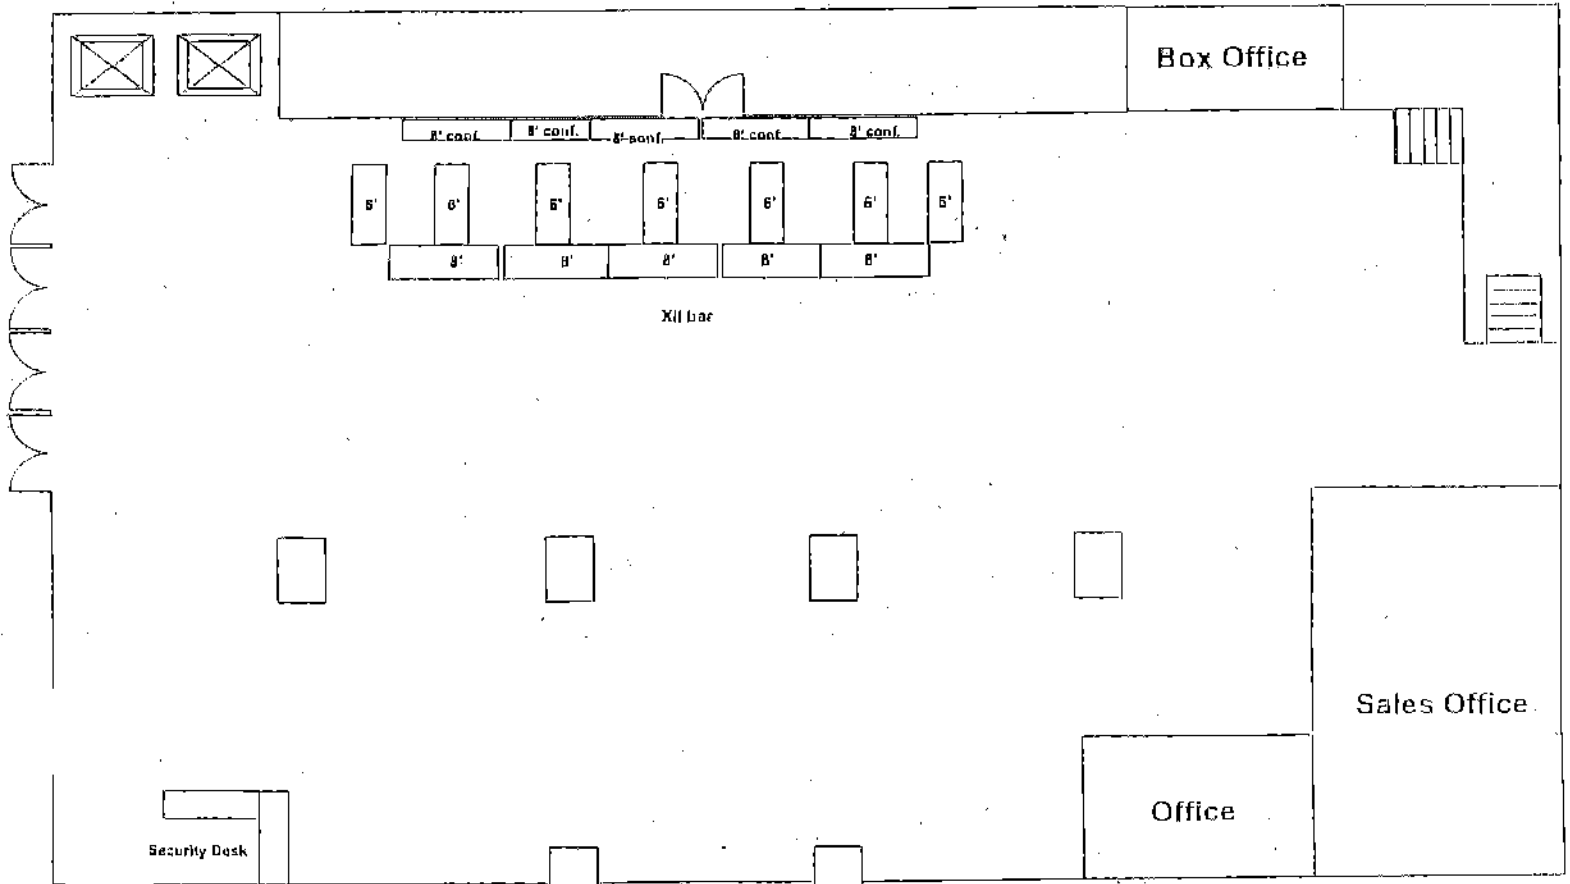 Box Office
8' conf.
8' conf.
8' conf.
8' conf.
8' conf.
6'
6'
6'
6'
6'
6'
6'
8'
8'
8'
8'
8'
bar
Sales Office
Office
Security Desk